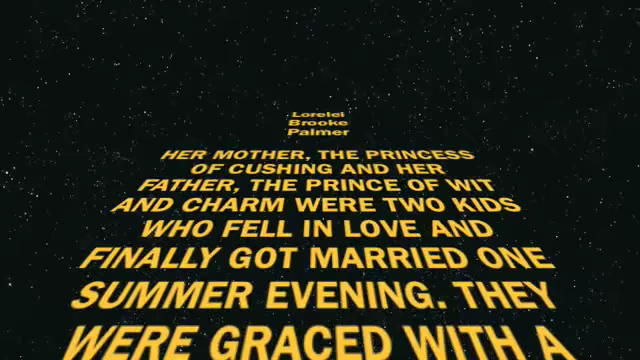 Lorelei
Brooke
Palmer
HER MOTHER, THE PRINCESS
OF CUSHING AND HER
FATHER, THE PRINCE OF WIT
AND CHARM WERE TWO KIDS
WHO FELL IN LOVE AND
FINALLY GOT MARRIED ONE
SUMMER EVENING. THEY
WERE GRACED WITH A